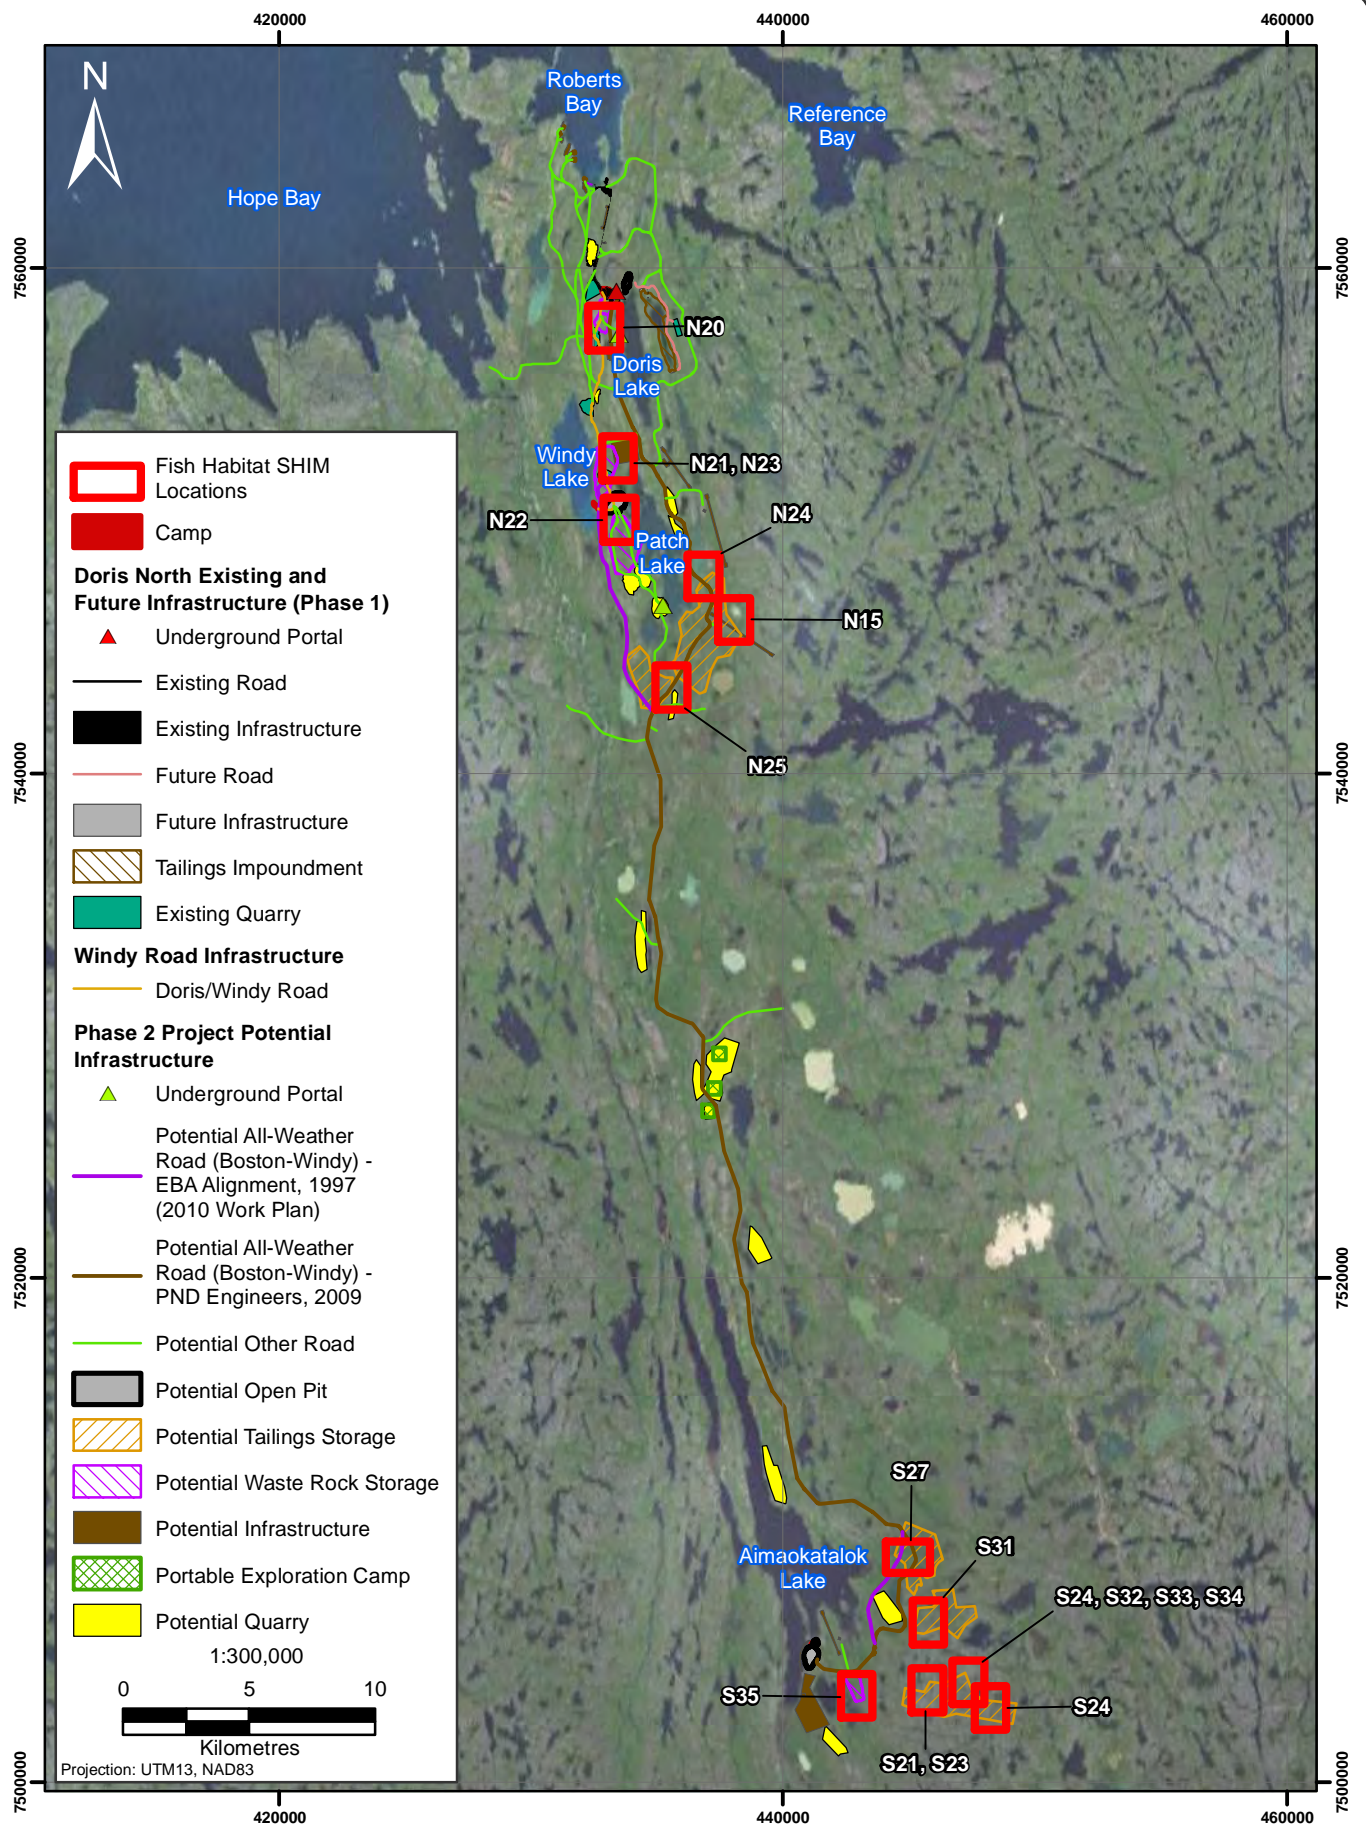 420000
440000
460000
N
Roberts
Bay
Reference
Bay
Hope Bay
7560000
7560000
N20
Doris
Lake
Windy
Lake
N21, N23
N22
N24
Patch
Lake
N15
N25
7540000
7540000
Fish Habitat SHIM
Locations
Camp
Doris North Existing and
Future Infrastructure (Phase 1)
Underground Portal
Existing Road
Existing Infrastructure
Future Road
Future Infrastructure
Tailings Impoundment
Existing Quarry
Windy Road Infrastructure
Doris/Windy Road
Phase 2 Project Potential
Infrastructure
Underground Portal
Potential All-Weather
Road (Boston-Windy) -
EBA Alignment, 1997
(2010 Work Plan)
Potential All-Weather
Road (Boston-Windy) -
PND Engineers, 2009
Potential Other Road
Potential Open Pit
Potential Tailings Storage
Potential Waste Rock Storage
Potential Infrastructure
Portable Exploration Camp
Potential Quarry
1:300,000
0 5 10
Kilometres
Projection: UTM13, NAD83
7520000
7520000
S27
Aimaokatalok
Lake
S31
S24, S32, S33, S34
S35
S24
S21, S23
7500000
7500000
420000
440000
460000